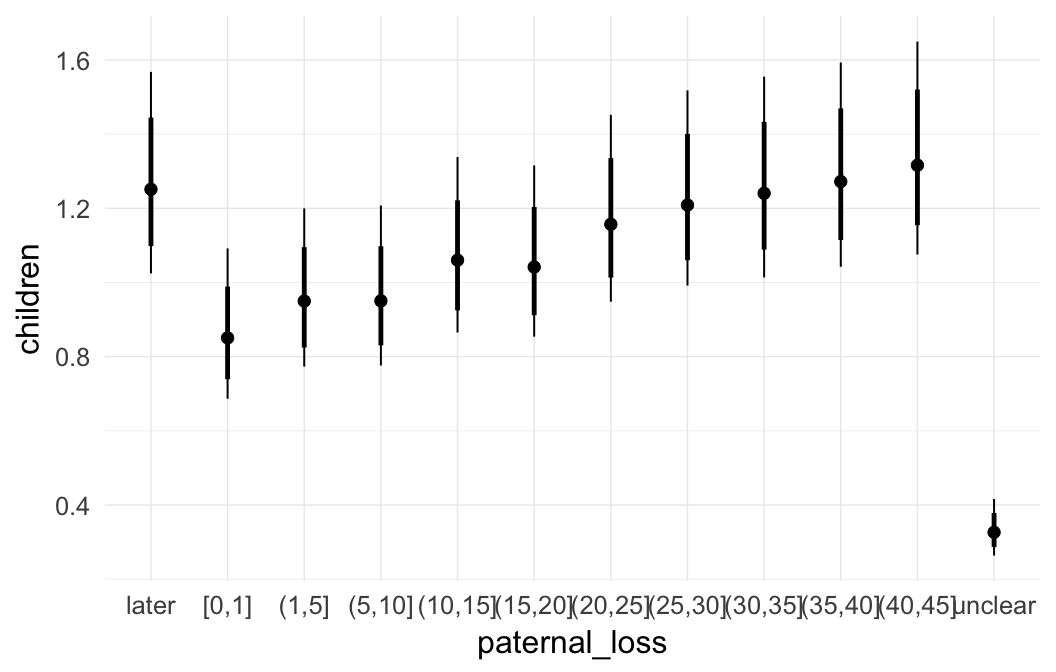 1.6
1.2
0.8
0.4
children
later [0,1] (1,5] (5,10] (10,15] (15,20] (20,25] (25,30] (30,35] (35,40] (40,45] unclear
paternal_loss